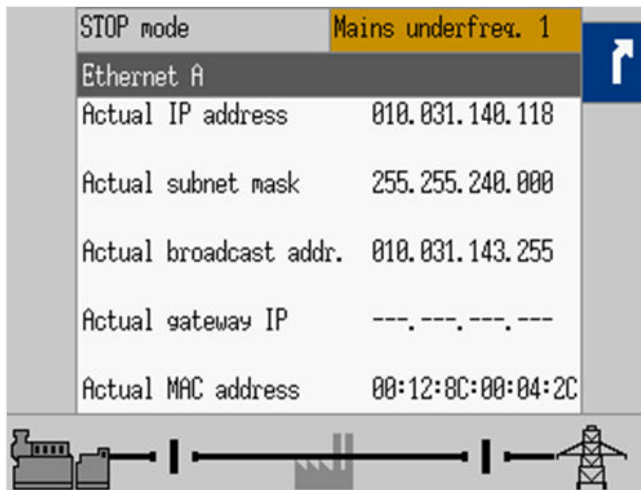 STOP mode Mains underfreq. 1
Ethernet A
Actual IP address 010.031.140.118
Actual subnet mask 255.255.240.000
Actual broadcast addr. 010.031.143.255
Actual gateway IP ---.---.---.---
Actual MAC address 00:12:8C:00:04:2C